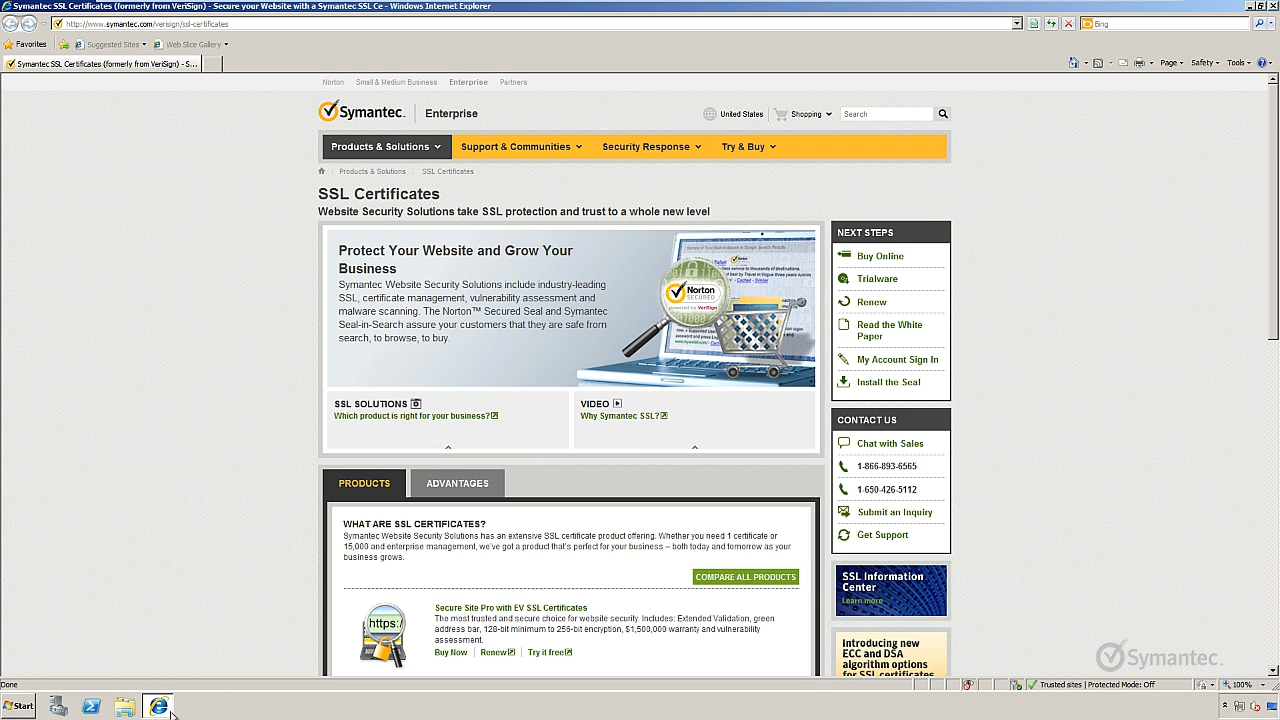 Symantec SSL Certificates (formerly from VeriSign) - Secure your Website with a Symantec SSL Ce - Windows Internet Explorer
http://www.symantec.com/verisign/ssl-certificates
Bing
Favorites
Suggested Sites
Web Slice Gallery
Symantec SSL Certificates (formerly from VeriSign) - S...
Page
Safety
Tools
Norton
Small & Medium Business
Enterprise
Partners
Symantec.
Enterprise
United States
Shopping
Search
Products & Solutions
Support & Communities
Security Response
Try & Buy
/ Products & Solutions / SSL Certificates
SSL Certificates
Website Security Solutions take SSL protection and trust to a whole new level
Protect Your Website and Grow Your
Business
Symantec Website Security Solutions include industry-leading
SSL, certificate management, vulnerability assessment and
malware scanning. The Norton™ Secured Seal and Symantec
Seal-in-Search assure your customers that they are safe from
search, to browse, to buy.
Norton
SECURED
powered by VeriSign
SSL SOLUTIONS
Which product is right for your business?
VIDEO
Why Symantec SSL?
NEXT STEPS
Buy Online
Trialware
Renew
Read the White
Paper
My Account Sign In
Install the Seal
CONTACT US
Chat with Sales
1-866-893-6565
1-650-426-5112
Submit an Inquiry
Get Support
PRODUCTS
ADVANTAGES
WHAT ARE SSL CERTIFICATES?
Symantec Website Security Solutions has an extensive SSL certificate product offering. Whether you need 1 certificate or
15,000 and enterprise management, we've got a product that's perfect for your business – both today and tomorrow as your
business grows.
COMPARE ALL PRODUCTS
https:/
Secure Site Pro with EV SSL Certificates
The most trusted and secure choice for website security. Includes: Extended Validation, green
address bar, 128-bit minimum to 256-bit encryption, $1,500,000 warranty and vulnerability
assessment.
Buy Now
Renew
Try it free
SSL Information
Center
Learn more
Introducing new
ECC and DSA
algorithm options
for SSL certificates
Symantec.
Done
Trusted sites | Protected Mode: Off
100%
Start